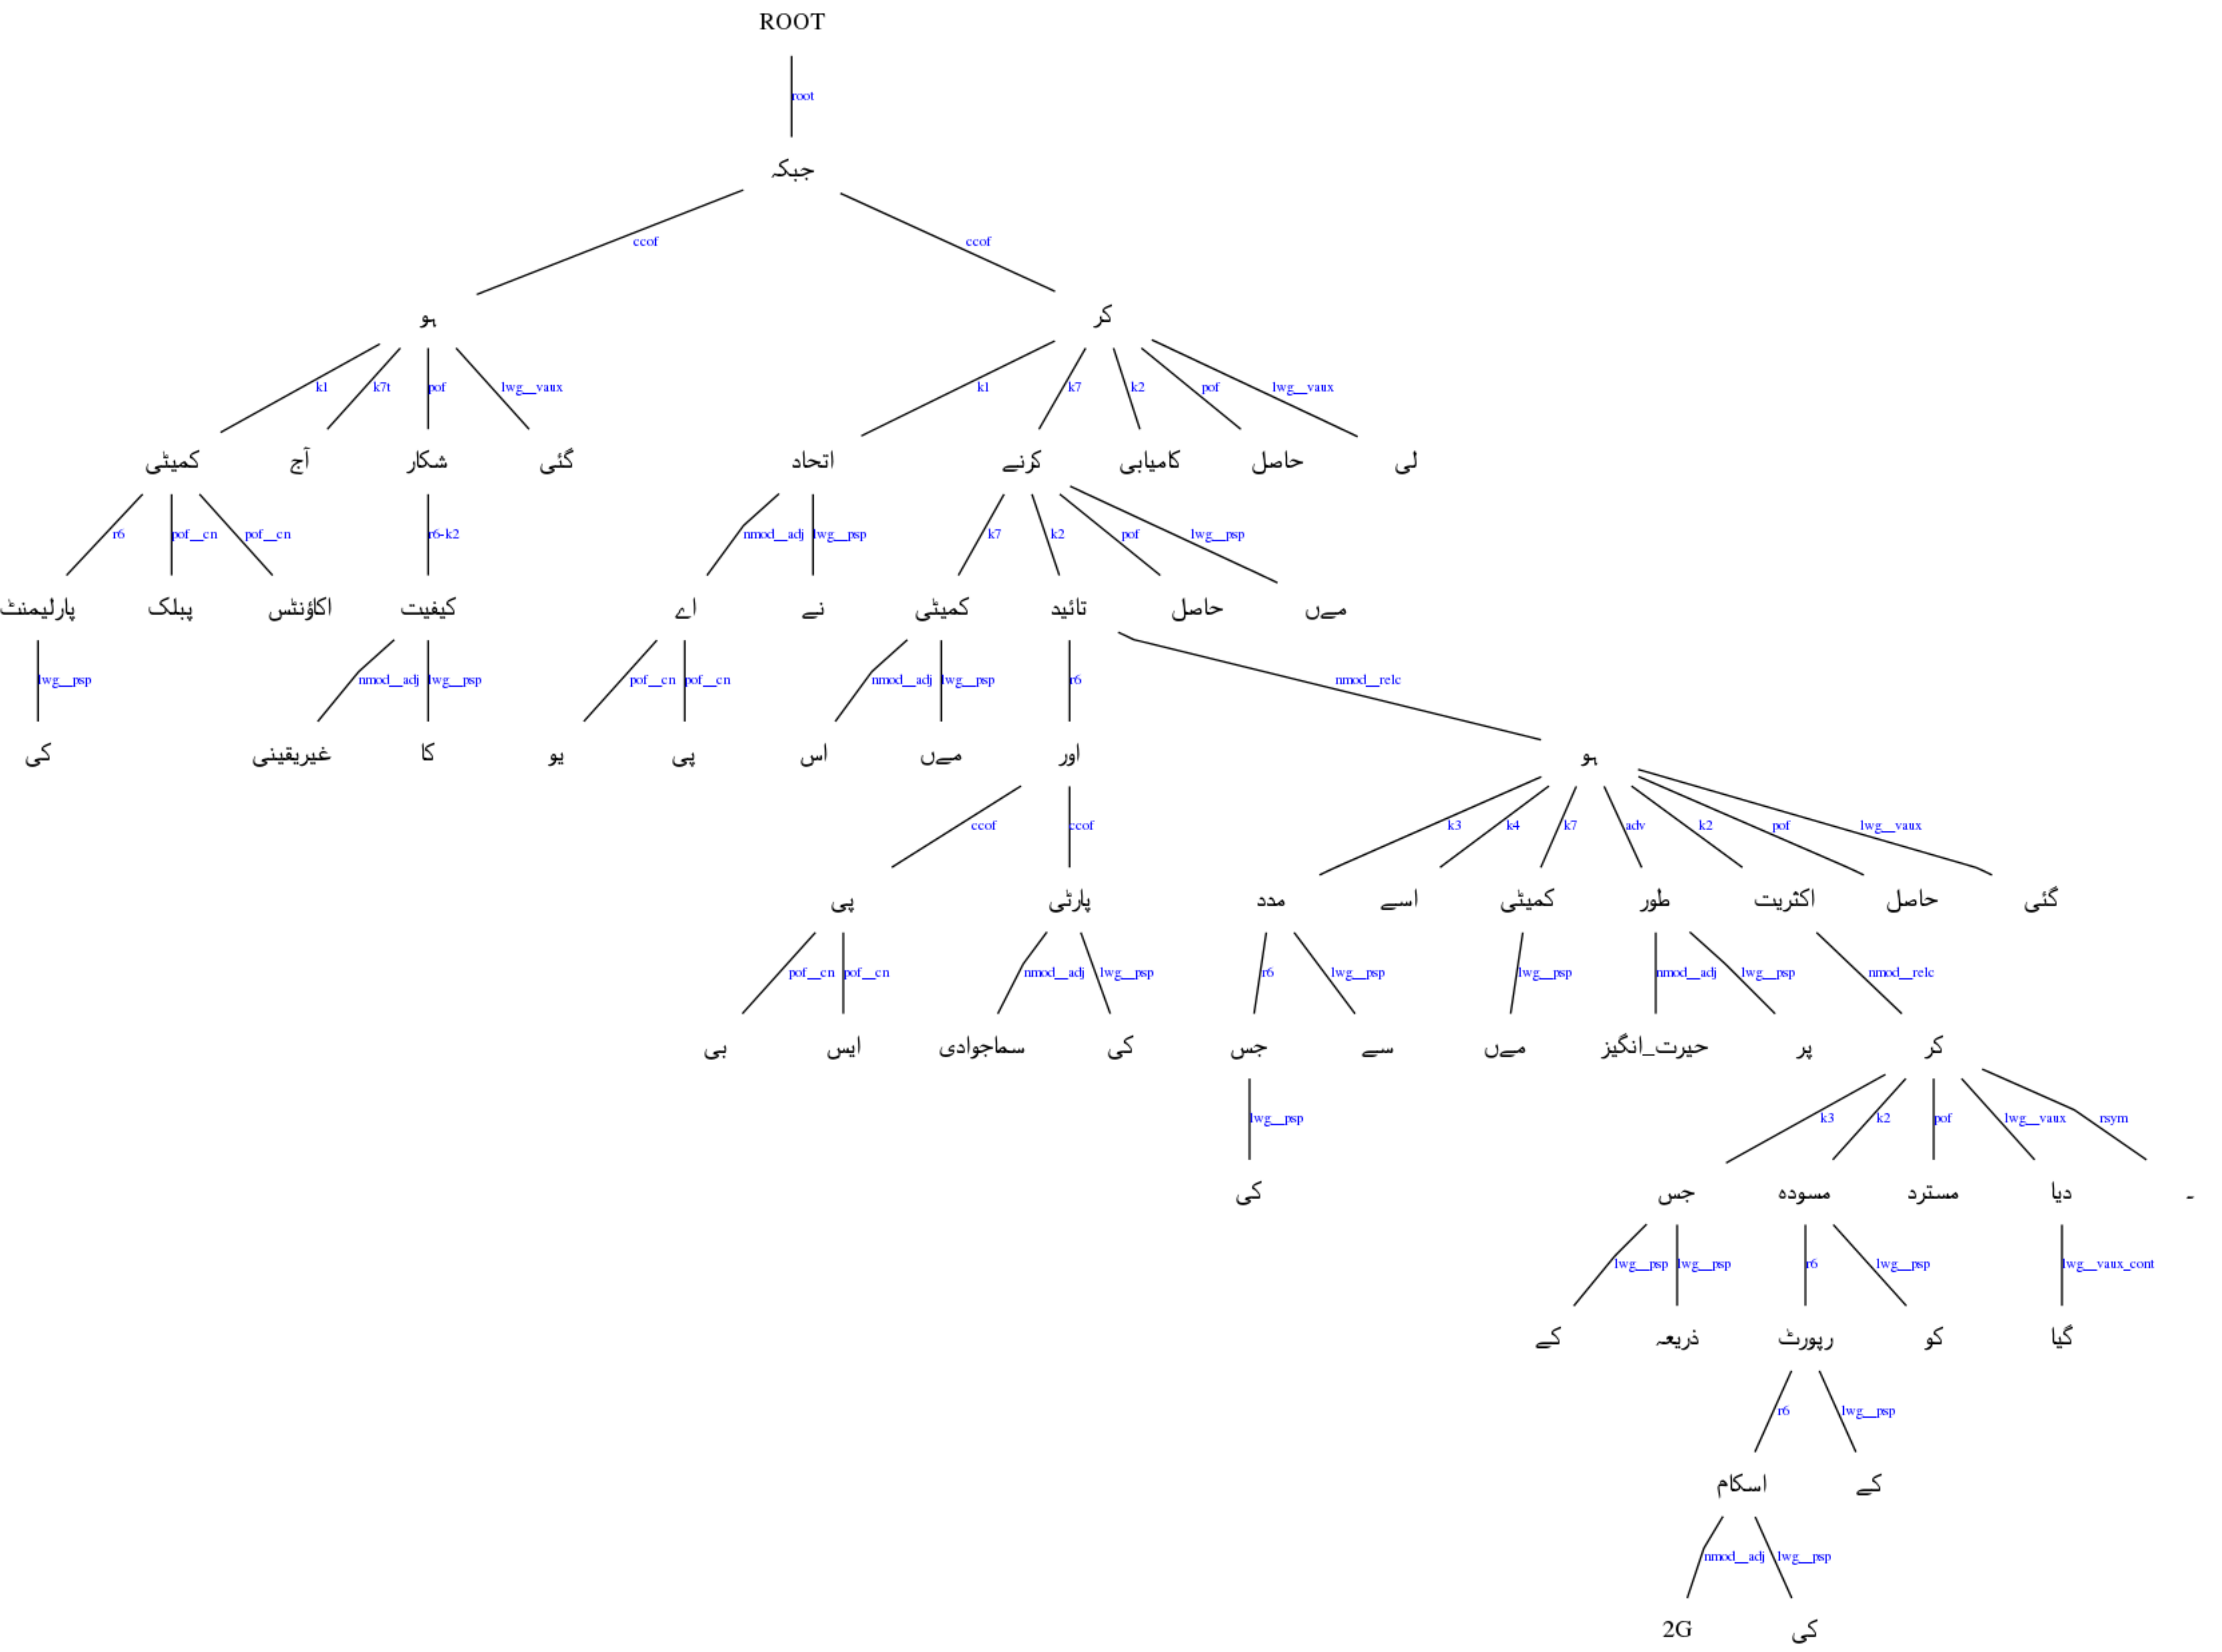 ROOT
root
جبکہ
ccof ccof
ہو کر
k1 k7t pof lwg__vaux k1 k7 k2 pof lwg__vaux
کمیٹی آج شکار گئی اتحاد کرنے کامیابی حاصل لی
r6 pof__cn pof__cn r6-k2 nmod__adj lwg__psp k7 k2 pof lwg__psp
پارلیمنٹ پبلک اکاؤنٹس کیفیت اے نے کمیٹی تائید حاصل مےں
lwg__psp nmod__adj lwg__psp pof__cn pof__cn nmod__adj lwg__psp r6 nmod__relc
کی غیریقینی کا یو پی اس مےں اور ہو
ccof ccof k3 k4 k7 adv k2 pof lwg__vaux
پی پارٹی مدد اسے کمیٹی طور اکثریت حاصل گئی
pof__cn pof__cn nmod__adj lwg__psp r6 lwg__psp lwg__psp nmod__adj lwg__psp nmod__relc
بی ایس سماجوادی کی جس سے مےں حیرت_انگیز پر کر
lwg__psp k3 k2 pof lwg__vaux rsym
کی جس مسودہ مسترد دیا ۔
lwg__psp lwg__psp r6 lwg__psp lwg__vaux_cont
کے ذریعہ رپورٹ کو گیا
r6 lwg__psp
اسکام کے
nmod__adj lwg__psp
2G کی